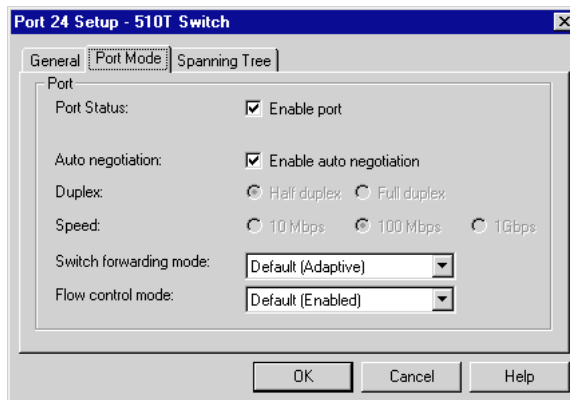 Port 24 Setup - 510T Switch
General Port Mode Spanning Tree
Port
Port Status: Enable port
Auto negotiation: Enable auto negotiation
Duplex: Half duplex Full duplex
Speed: 10 Mbps 100 Mbps 1Gbps
Switch forwarding mode: Default (Adaptive)
Flow control mode: Default (Enabled)
OK Cancel Help